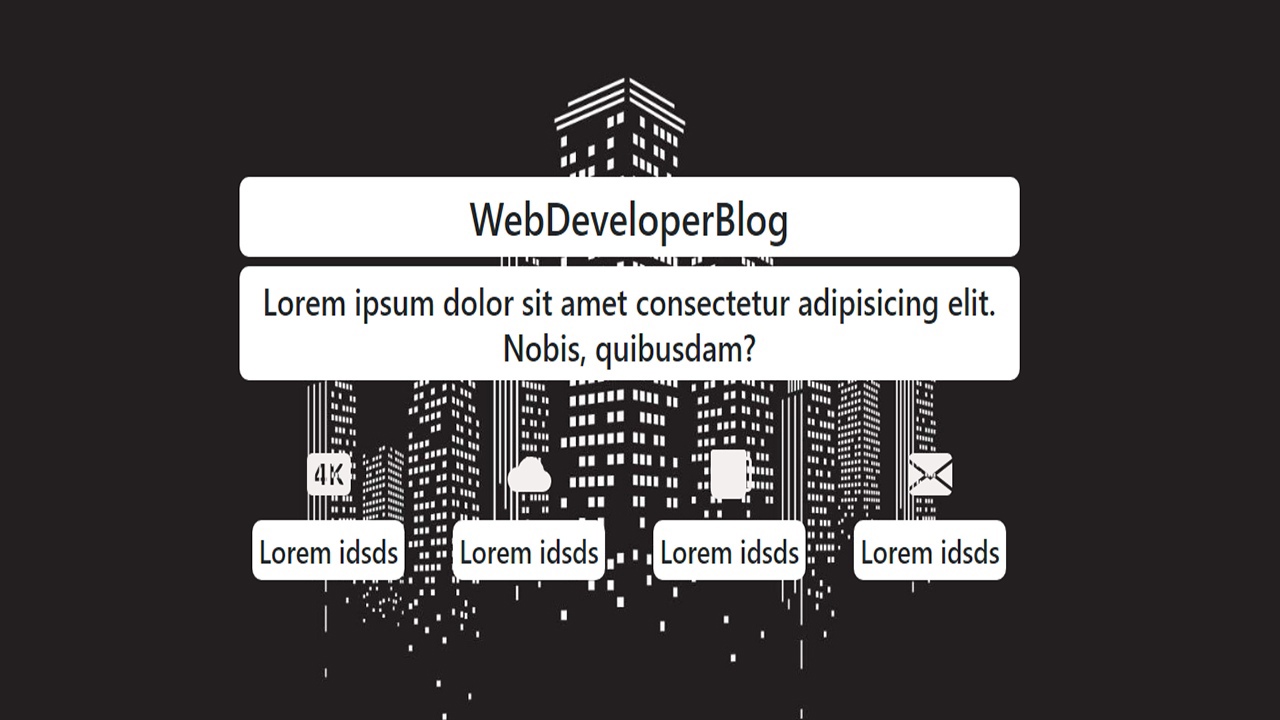 WebDeveloperBlog
Lorem ipsum dolor sit amet consectetur adipisicing elit.
Nobis, quibusdam?
4K
Lorem idsds
Lorem idsds
Lorem idsds
Lorem idsds